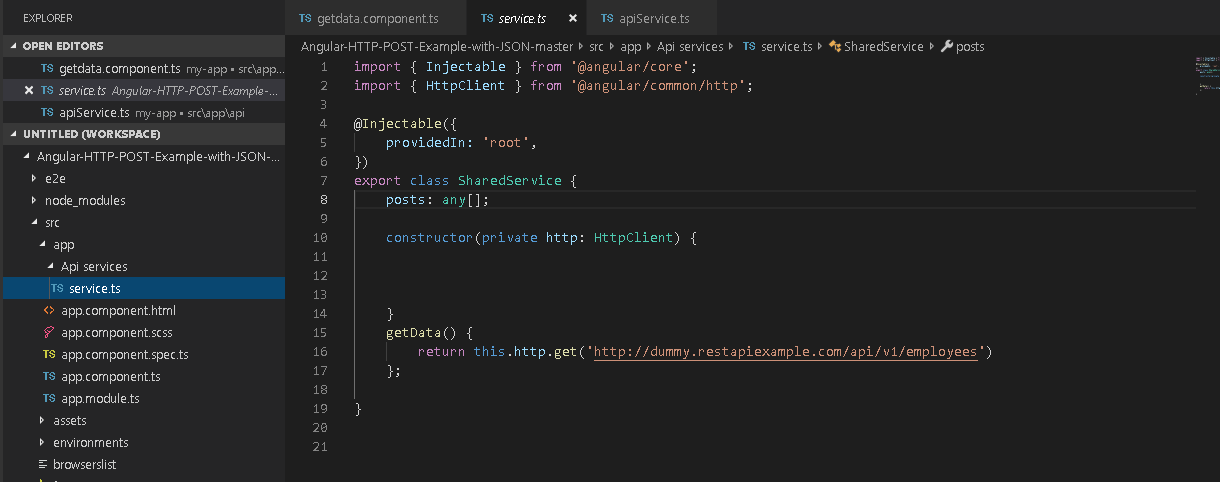 EXPLORER
OPEN EDITORS
TS getdata.component.ts my-app • src\app...
× TS service.ts Angular-HTTP-POST-Example-...
TS apiService.ts my-app • src\app\api
UNTITLED (WORKSPACE)
Angular-HTTP-POST-Example-with-JSON-...
e2e
node_modules
src
app
Api services
TS service.ts
<> app.component.html
app.component.scss
TS app.component.spec.ts
TS app.component.ts
TS app.module.ts
assets
environments
browserslist
TS getdata.component.ts TS service.ts × TS apiService.ts
Angular-HTTP-POST-Example-with-JSON-master ▸ src ▸ app ▸ Api services ▸ TS service.ts ▸ SharedService ▸ posts
1 import { Injectable } from '@angular/core';
2 import { HttpClient } from '@angular/common/http';
3
4 @Injectable({
5 providedIn: 'root',
6 })
7 export class SharedService {
8 posts: any[];
9
10 constructor(private http: HttpClient) {
11
12
13
14 }
15 getData() {
16 return this.http.get('http://dummy.restapiexample.com/api/v1/employees')
17 };
18
19 }
20
21